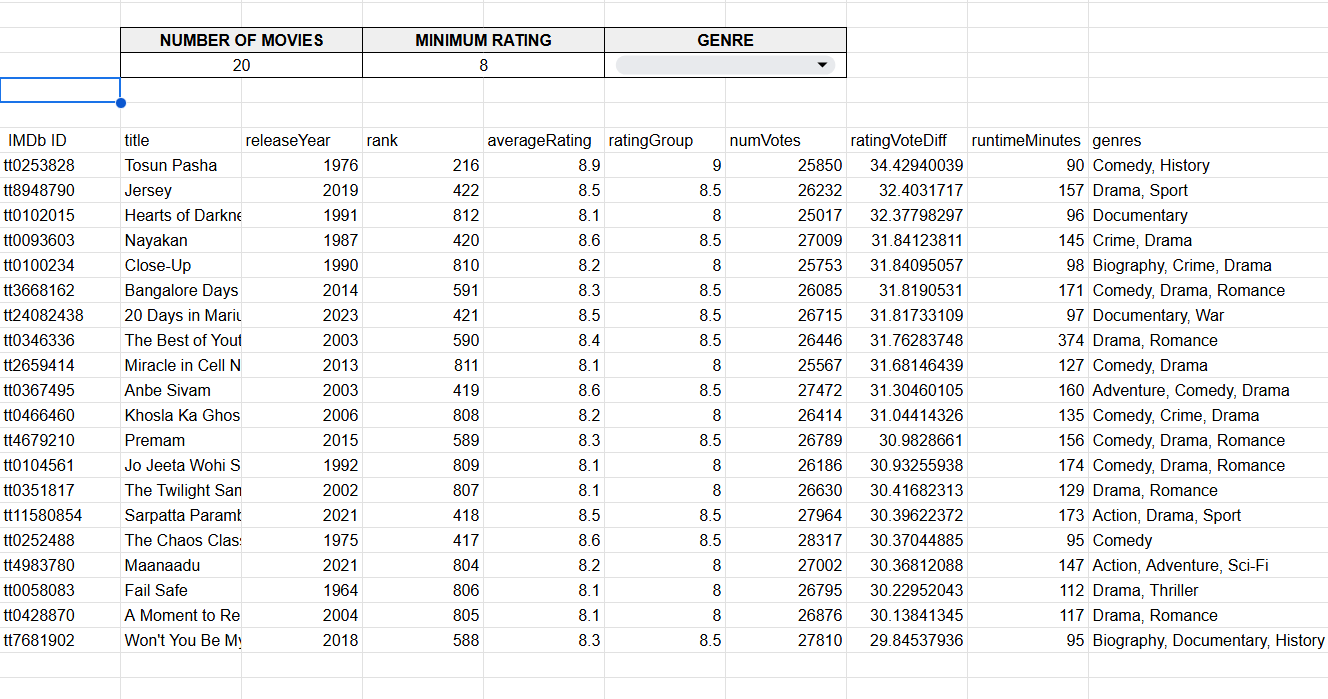 NUMBER OF MOVIES MINIMUM RATING GENRE
20 8
IMDb ID title releaseYear rank averageRating ratingGroup numVotes ratingVoteDiff runtimeMinutes genres
tt0253828 Tosun Pasha 1976 216 8.9 9 25850 34.42940039 90 Comedy, History
tt8948790 Jersey 2019 422 8.5 8.5 26232 32.4031717 157 Drama, Sport
tt0102015 Hearts of Darkne 1991 812 8.1 8 25017 32.37798297 96 Documentary
tt0093603 Nayakan 1987 420 8.6 8.5 27009 31.84123811 145 Crime, Drama
tt0100234 Close-Up 1990 810 8.2 8 25753 31.84095057 98 Biography, Crime, Drama
tt3668162 Bangalore Days 2014 591 8.3 8.5 26085 31.8190531 171 Comedy, Drama, Romance
tt24082438 20 Days in Mariu 2023 421 8.5 8.5 26715 31.81733109 97 Documentary, War
tt0346336 The Best of Yout 2003 590 8.4 8.5 26446 31.76283748 374 Drama, Romance
tt2659414 Miracle in Cell N 2013 811 8.1 8 25567 31.68146439 127 Comedy, Drama
tt0367495 Anbe Sivam 2003 419 8.6 8.5 27472 31.30460105 160 Adventure, Comedy, Drama
tt0466460 Khosla Ka Ghos 2006 808 8.2 8 26414 31.04414326 135 Comedy, Crime, Drama
tt4679210 Premam 2015 589 8.3 8.5 26789 30.9828661 156 Comedy, Drama, Romance
tt0104561 Jo Jeeta Wohi S 1992 809 8.1 8 26186 30.93255938 174 Comedy, Drama, Romance
tt0351817 The Twilight Sam 2002 807 8.1 8 26630 30.41682313 129 Drama, Romance
tt11580854 Sarpatta Paramb 2021 418 8.5 8.5 27964 30.39622372 173 Action, Drama, Sport
tt0252488 The Chaos Clas 1975 417 8.6 8.5 28317 30.37044885 95 Comedy
tt4983780 Maanaadu 2021 804 8.2 8 27002 30.36812088 147 Action, Adventure, Sci-Fi
tt0058083 Fail Safe 1964 806 8.1 8 26795 30.22952043 112 Drama, Thriller
tt0428870 A Moment to Re 2004 805 8.1 8 26876 30.13841345 117 Drama, Romance
tt7681902 Won't You Be My 2018 588 8.3 8.5 27810 29.84537936 95 Biography, Documentary, History